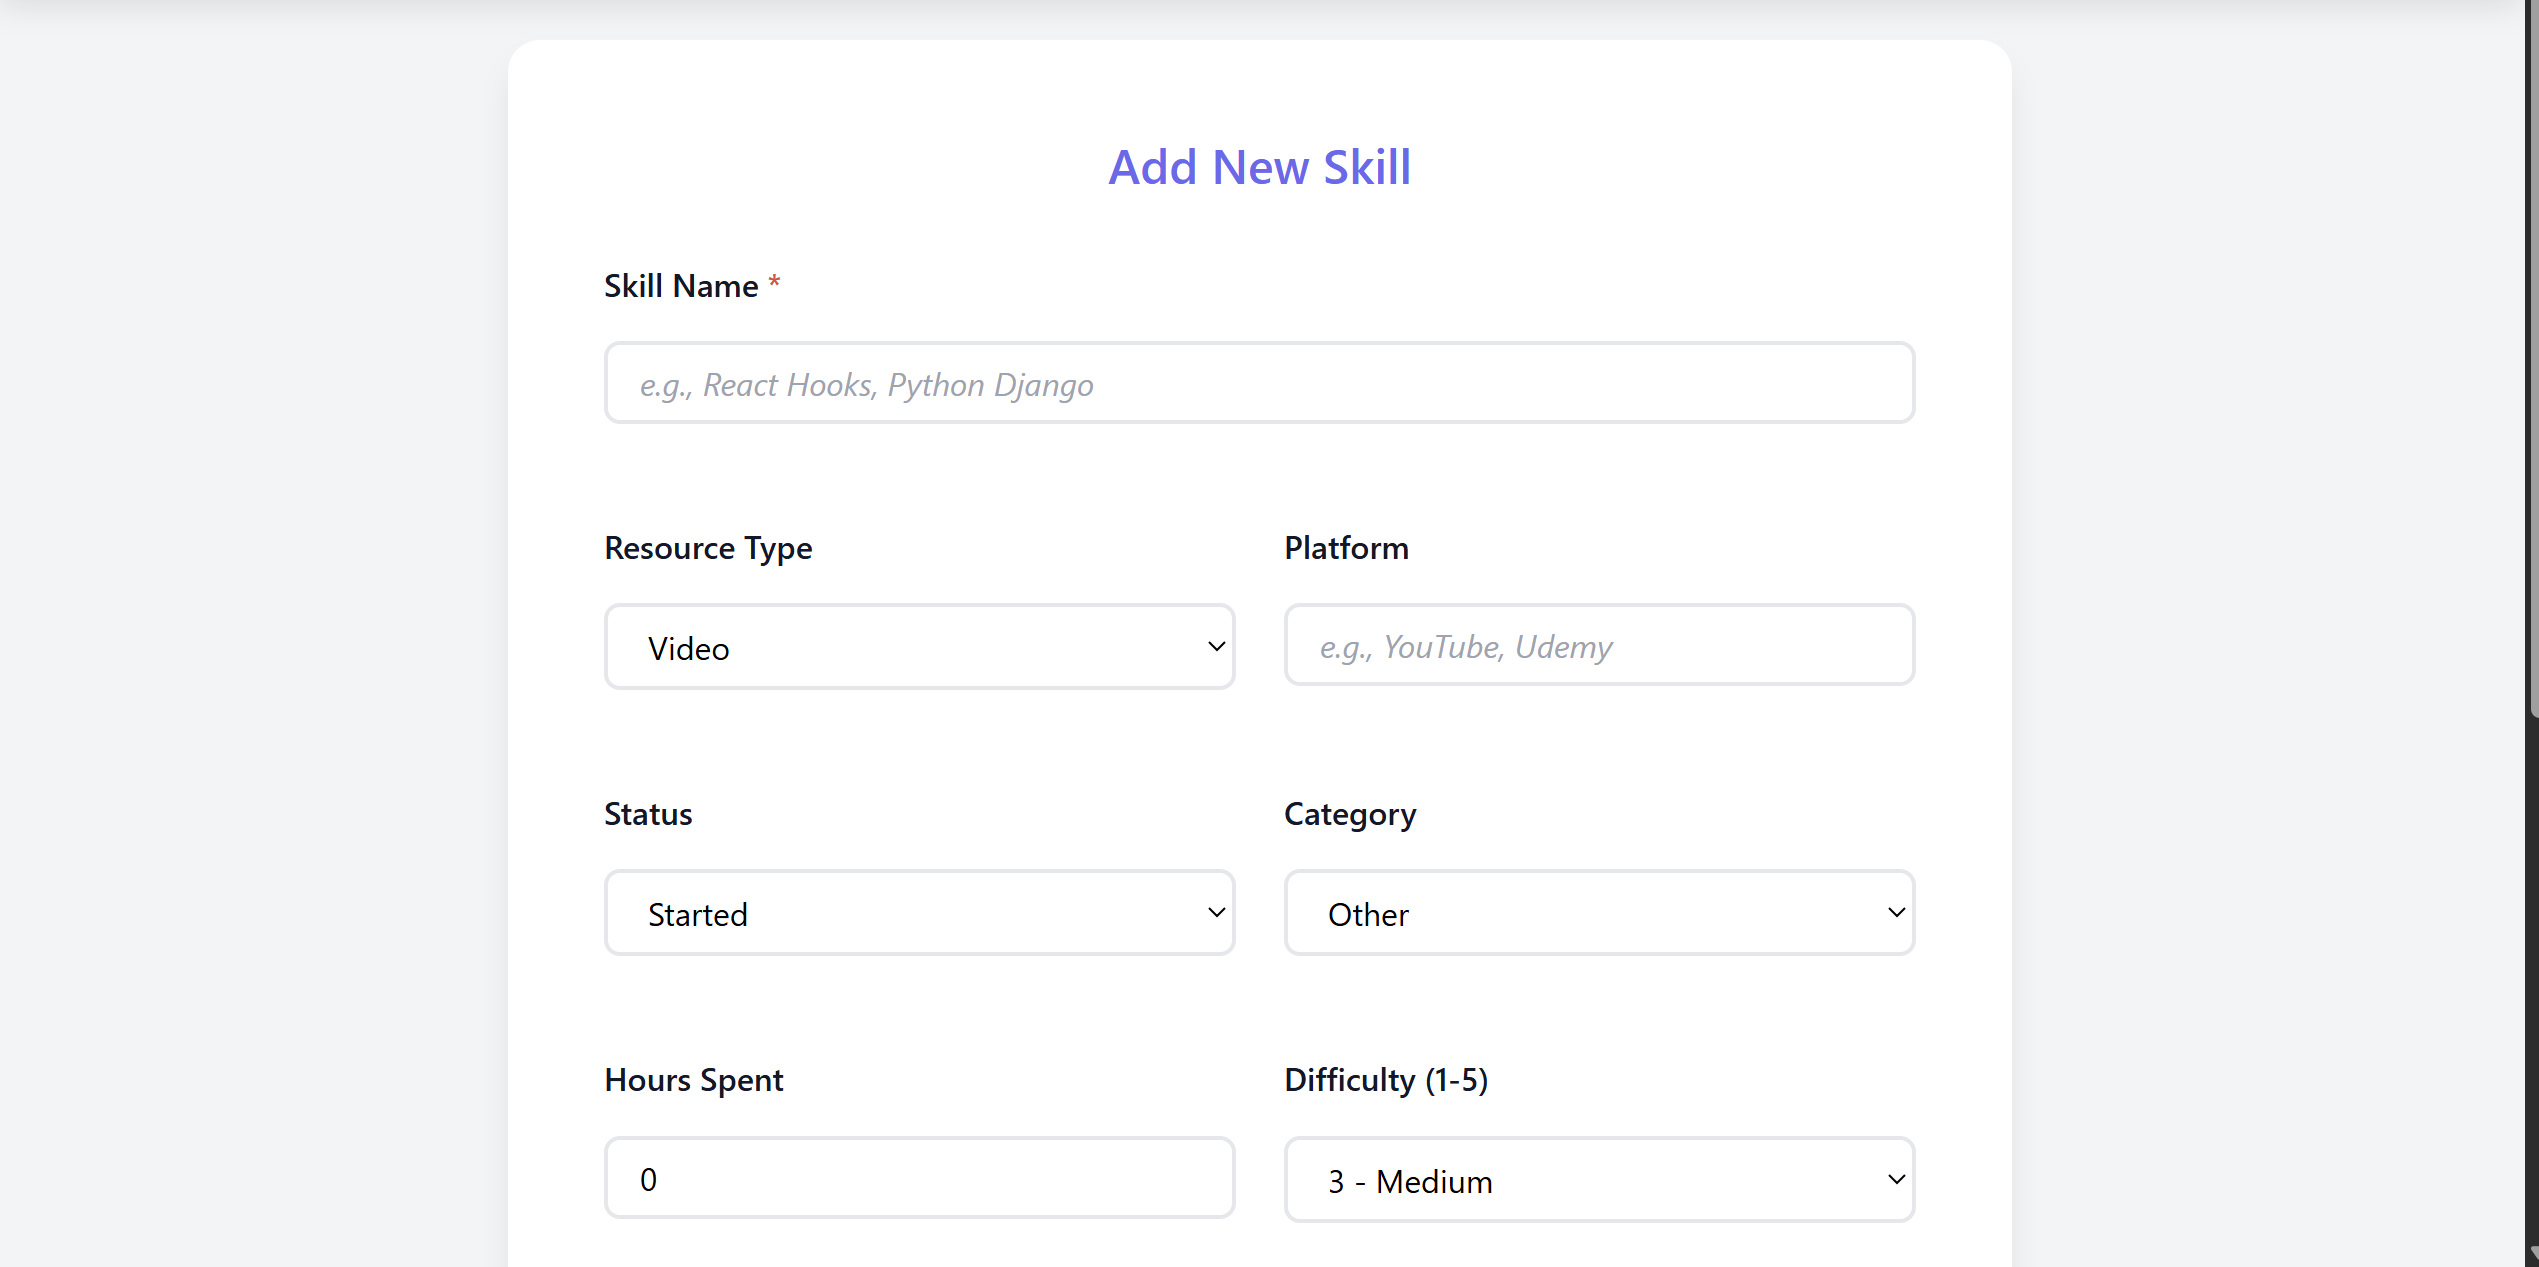 Add New Skill
Skill Name *
e.g., React Hooks, Python Django
Resource Type
Platform
Video
e.g., YouTube, Udemy
Status
Category
Started
Other
Hours Spent
Difficulty (1-5)
0
3 - Medium